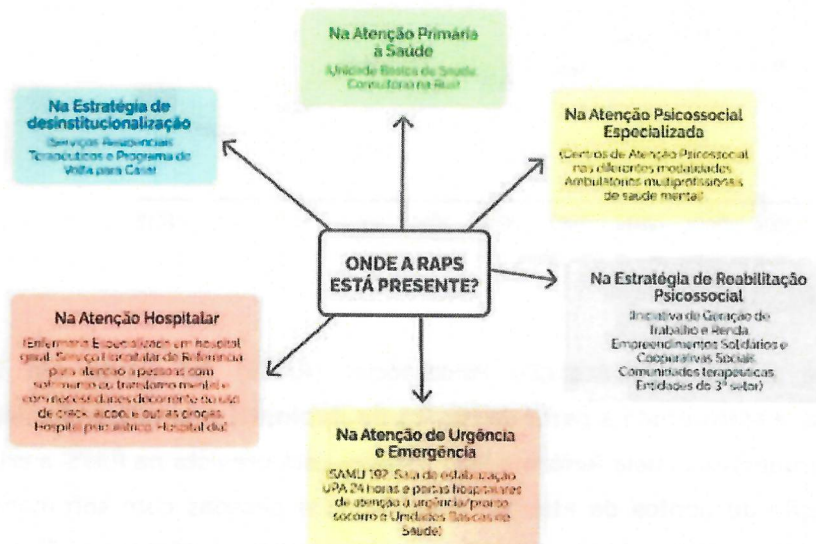 Na Atenção Primária
à Saúde
(Unidade Básica de Saúde,
Consultório na Rua)
Na Estratégia de
desinstitucionalização
(Serviços Residenciais
Terapêuticos e Programa de
Volta para Casa)
Na Atenção Psicossocial
Especializada
(Centros de Atenção Psicossocial
nas diferentes modalidades.
Ambulatórios multiprofissionais
de saúde mental)
ONDE A RAPS
ESTÁ PRESENTE?
Na Estratégia de Reabilitação
Psicossocial
(Iniciativa de Geração de
Trabalho e Renda,
Empreendimentos Solidários e
Cooperativas Sociais.
Comunidades terapeuticas.
Entidades do 3º setor)
Na Atenção Hospitalar
(Enfermaria Especializada em hospital
geral. Serviço Hospitalar de Referência
para atenção a pessoas com
sofrimento ou transtorno mental e
com necessidades decorrente do uso
de crack, álcool e outras drogas.
Hospital psiquiátrico. Hospital dia)
Na Atenção de Urgência
e Emergência
(SAMU 192, Sala de estabilização,
UPA 24 horas e portas hospitalares
de atenção à urgência/pronto
socorro e Unidades Básicas de
Saúde)